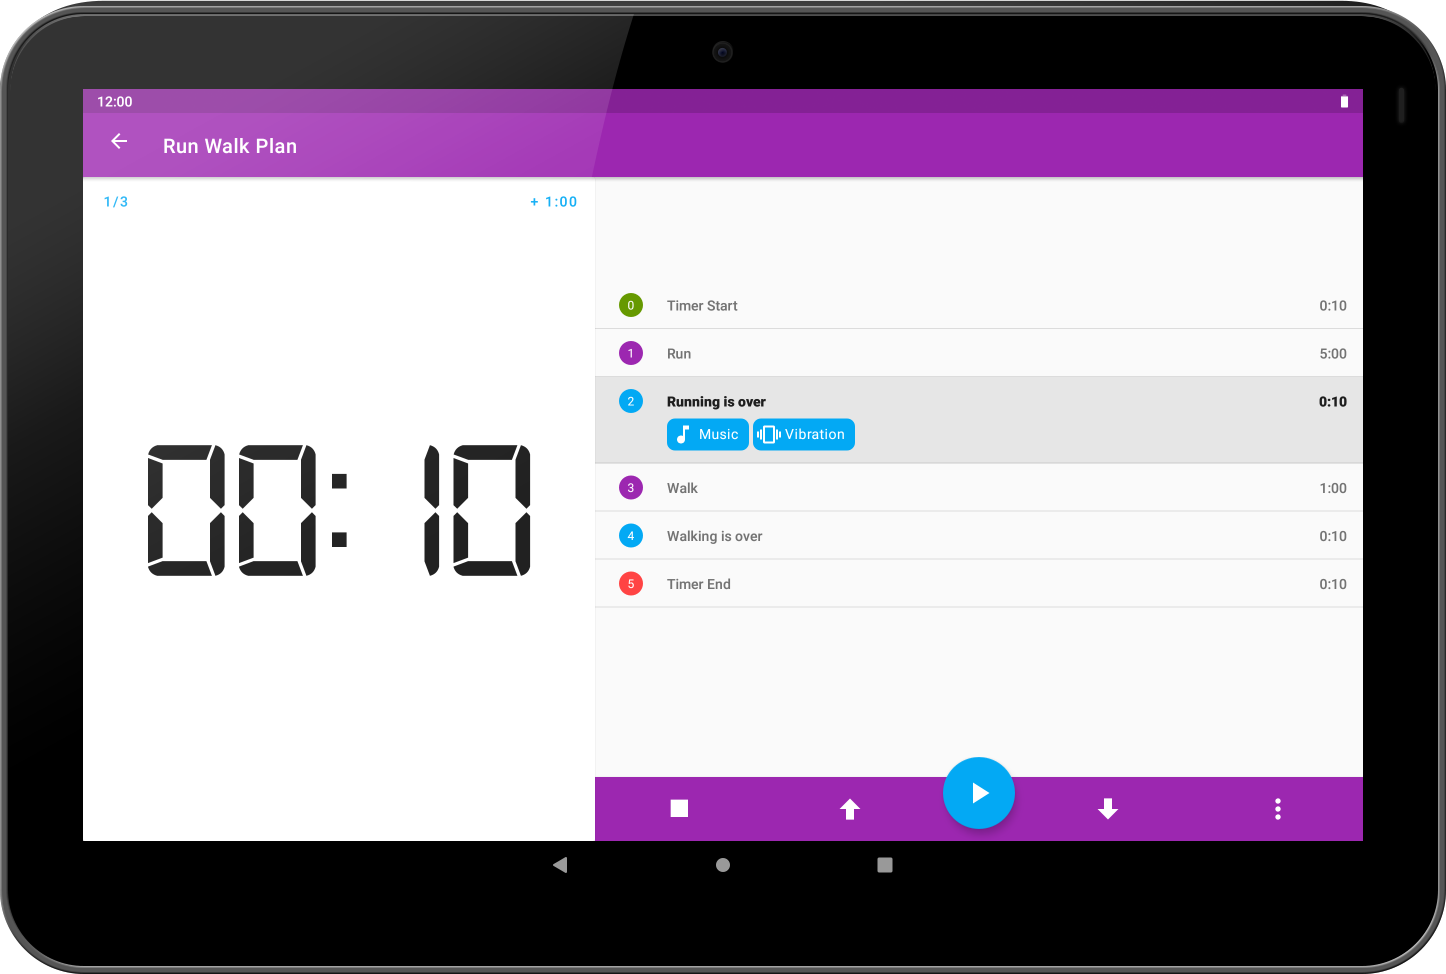 12:00
Run Walk Plan
1/3 + 1:00
00:10
0 Timer Start 0:10
1 Run 5:00
2 Running is over 0:10
Music Vibration
3 Walk 1:00
4 Walking is over 0:10
5 Timer End 0:10